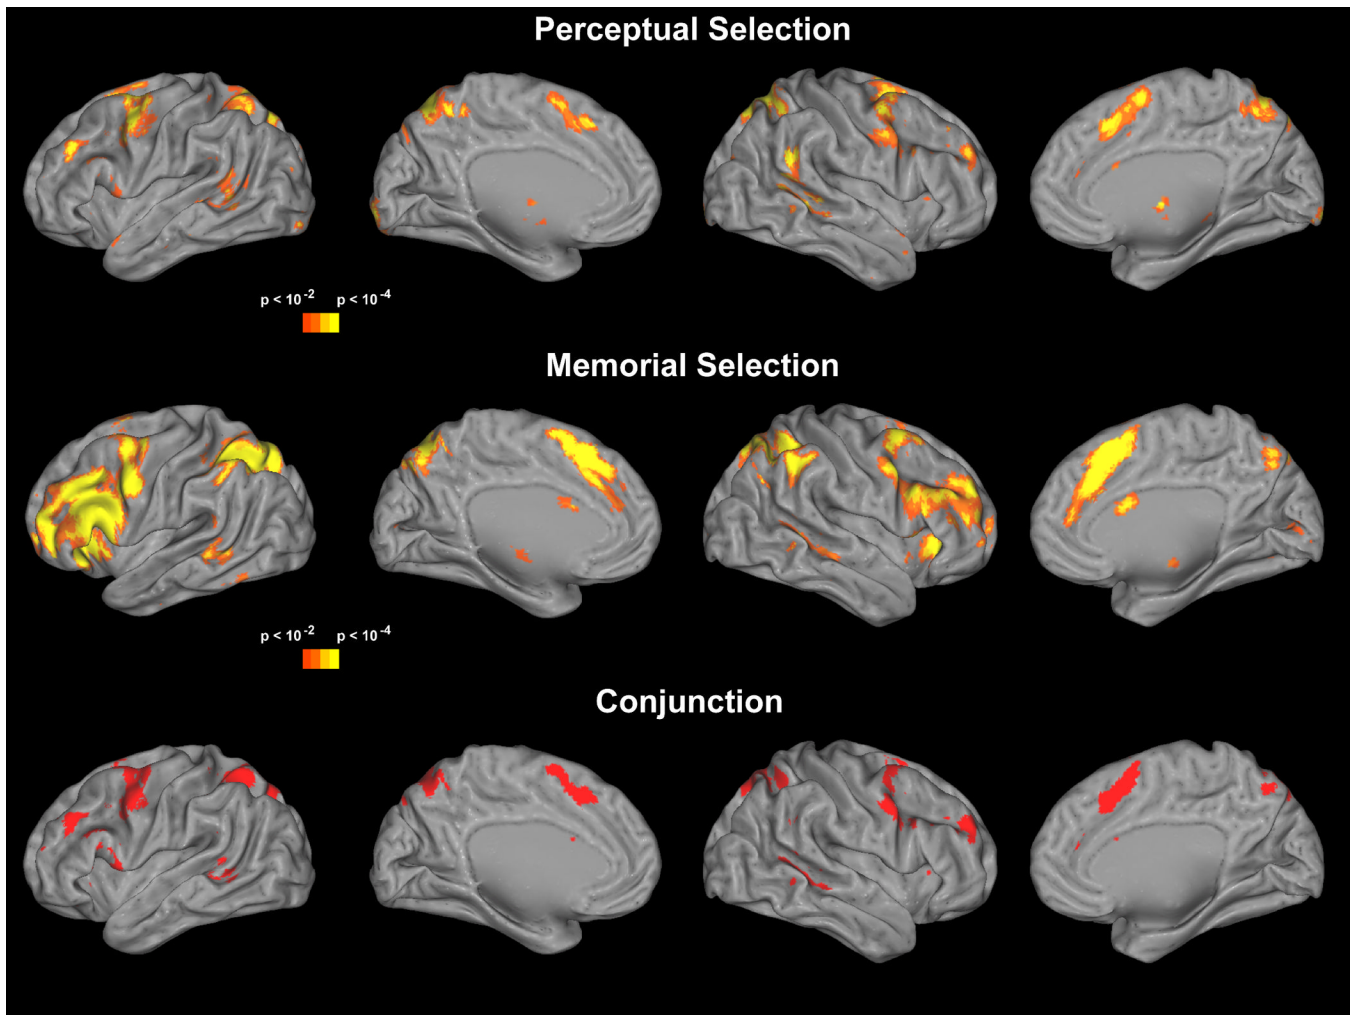 Perceptual Selection
p < 10-2 p < 10-4
Memorial Selection
p < 10-2 p < 10-4
Conjunction